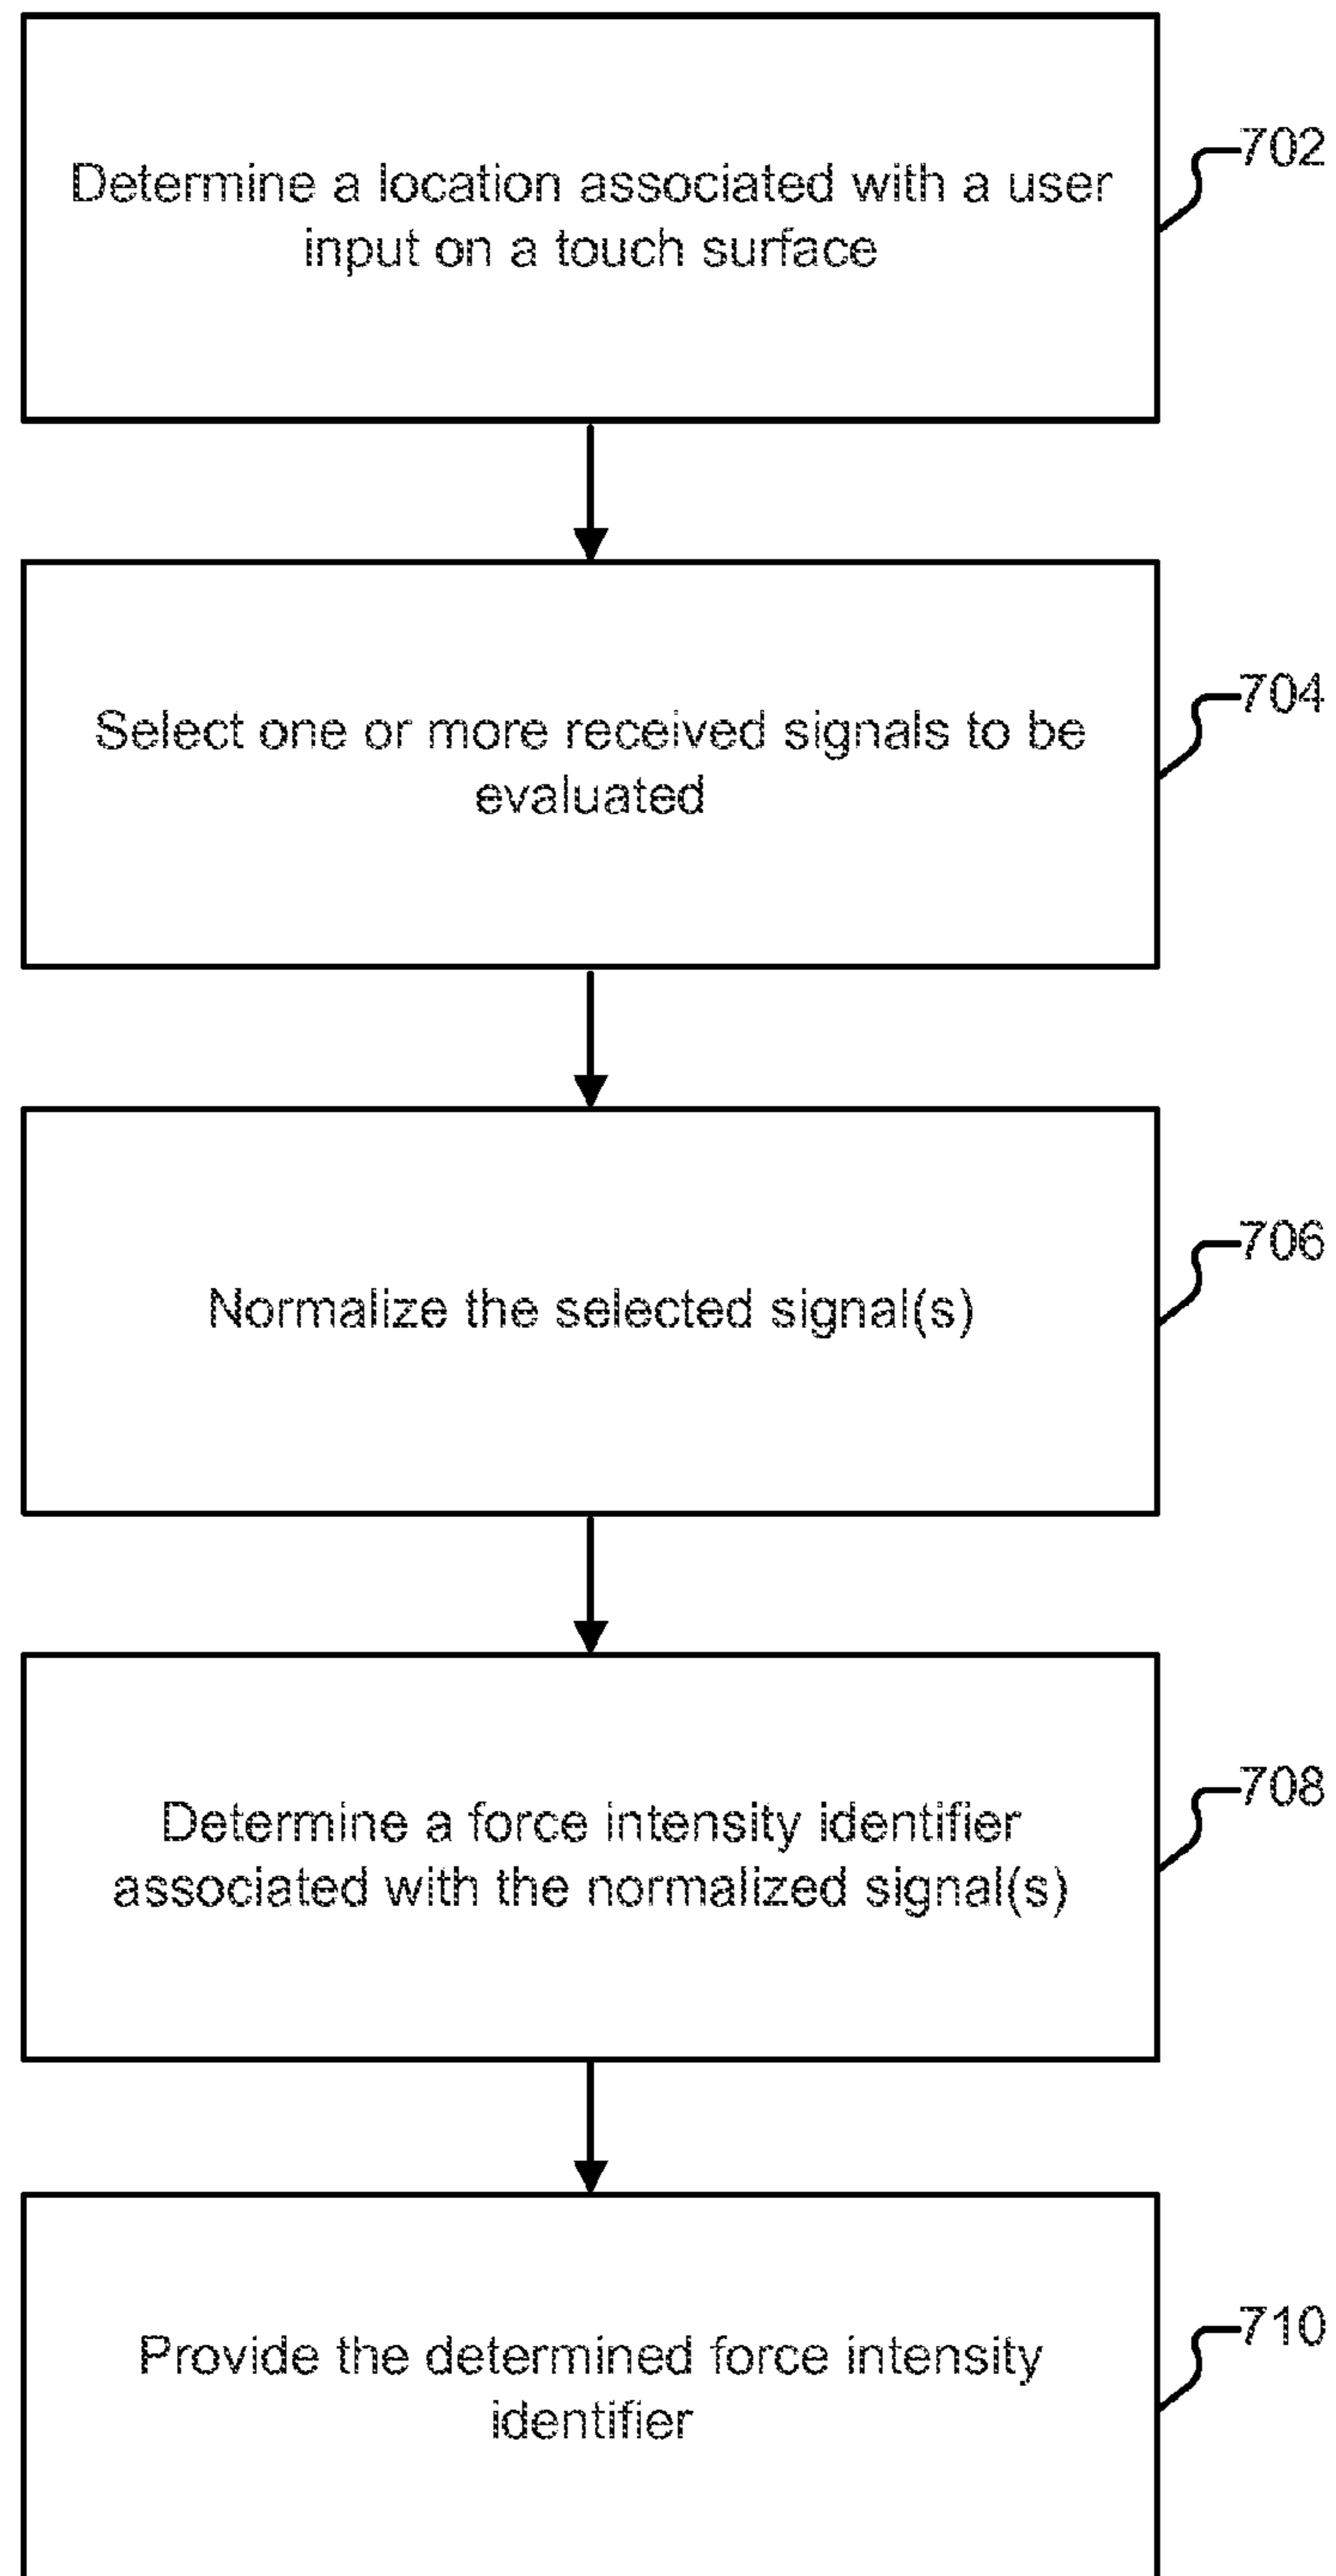 Determine a location associated with a user
input on a touch surface
702
Select one or more received signals to be
evaluated
704
Normalize the selected signal(s)
706
Determine a force intensity identifier
associated with the normalized signal(s)
708
Provide the determined force intensity
identifier
710